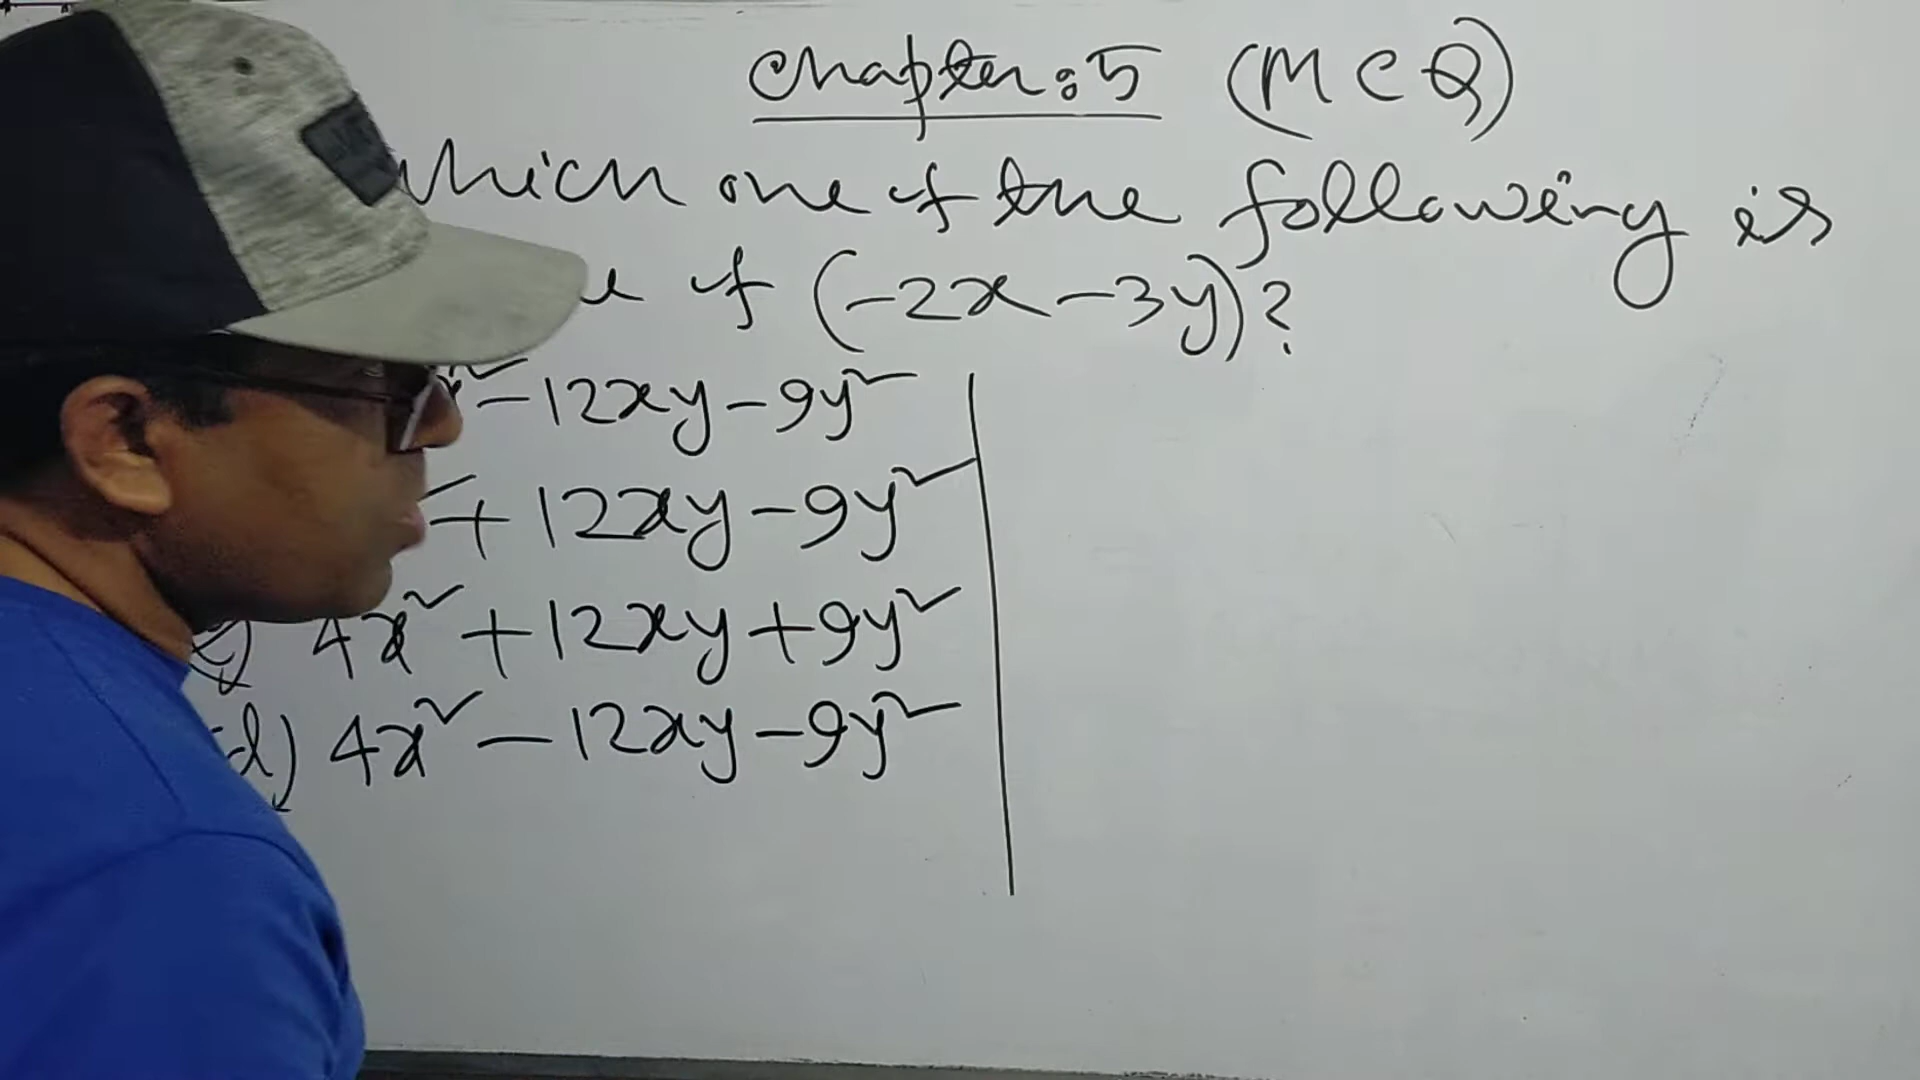 Chapter:5 (MCQ)
which one of the following is
of (-2x-3y)?
x²-12xy-9y²
+12xy-9y²
c) 4x²+12xy+9y²
d) 4x²-12xy-9y²